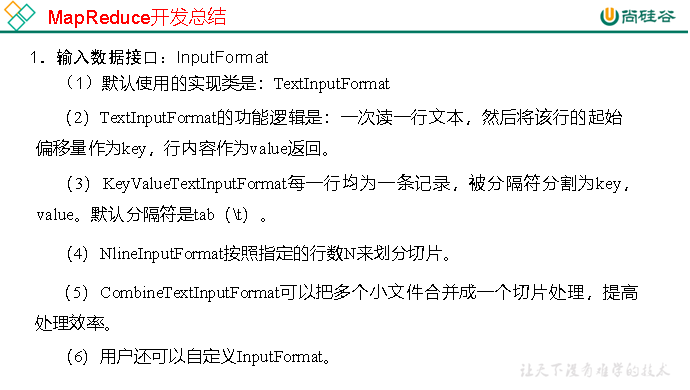 MapReduce开发总结
尚硅谷
1．输入数据接口：InputFormat
（1）默认使用的实现类是：TextInputFormat
（2）TextInputFormat的功能逻辑是：一次读一行文本，然后将该行的起始
偏移量作为key，行内容作为value返回。
（3）KeyValueTextInputFormat每一行均为一条记录，被分隔符分割为key，
value。默认分隔符是tab（\t）。
（4）NlineInputFormat按照指定的行数N来划分切片。
（5）CombineTextInputFormat可以把多个小文件合并成一个切片处理，提高
处理效率。
（6）用户还可以自定义InputFormat。
让天下没有难学的技术